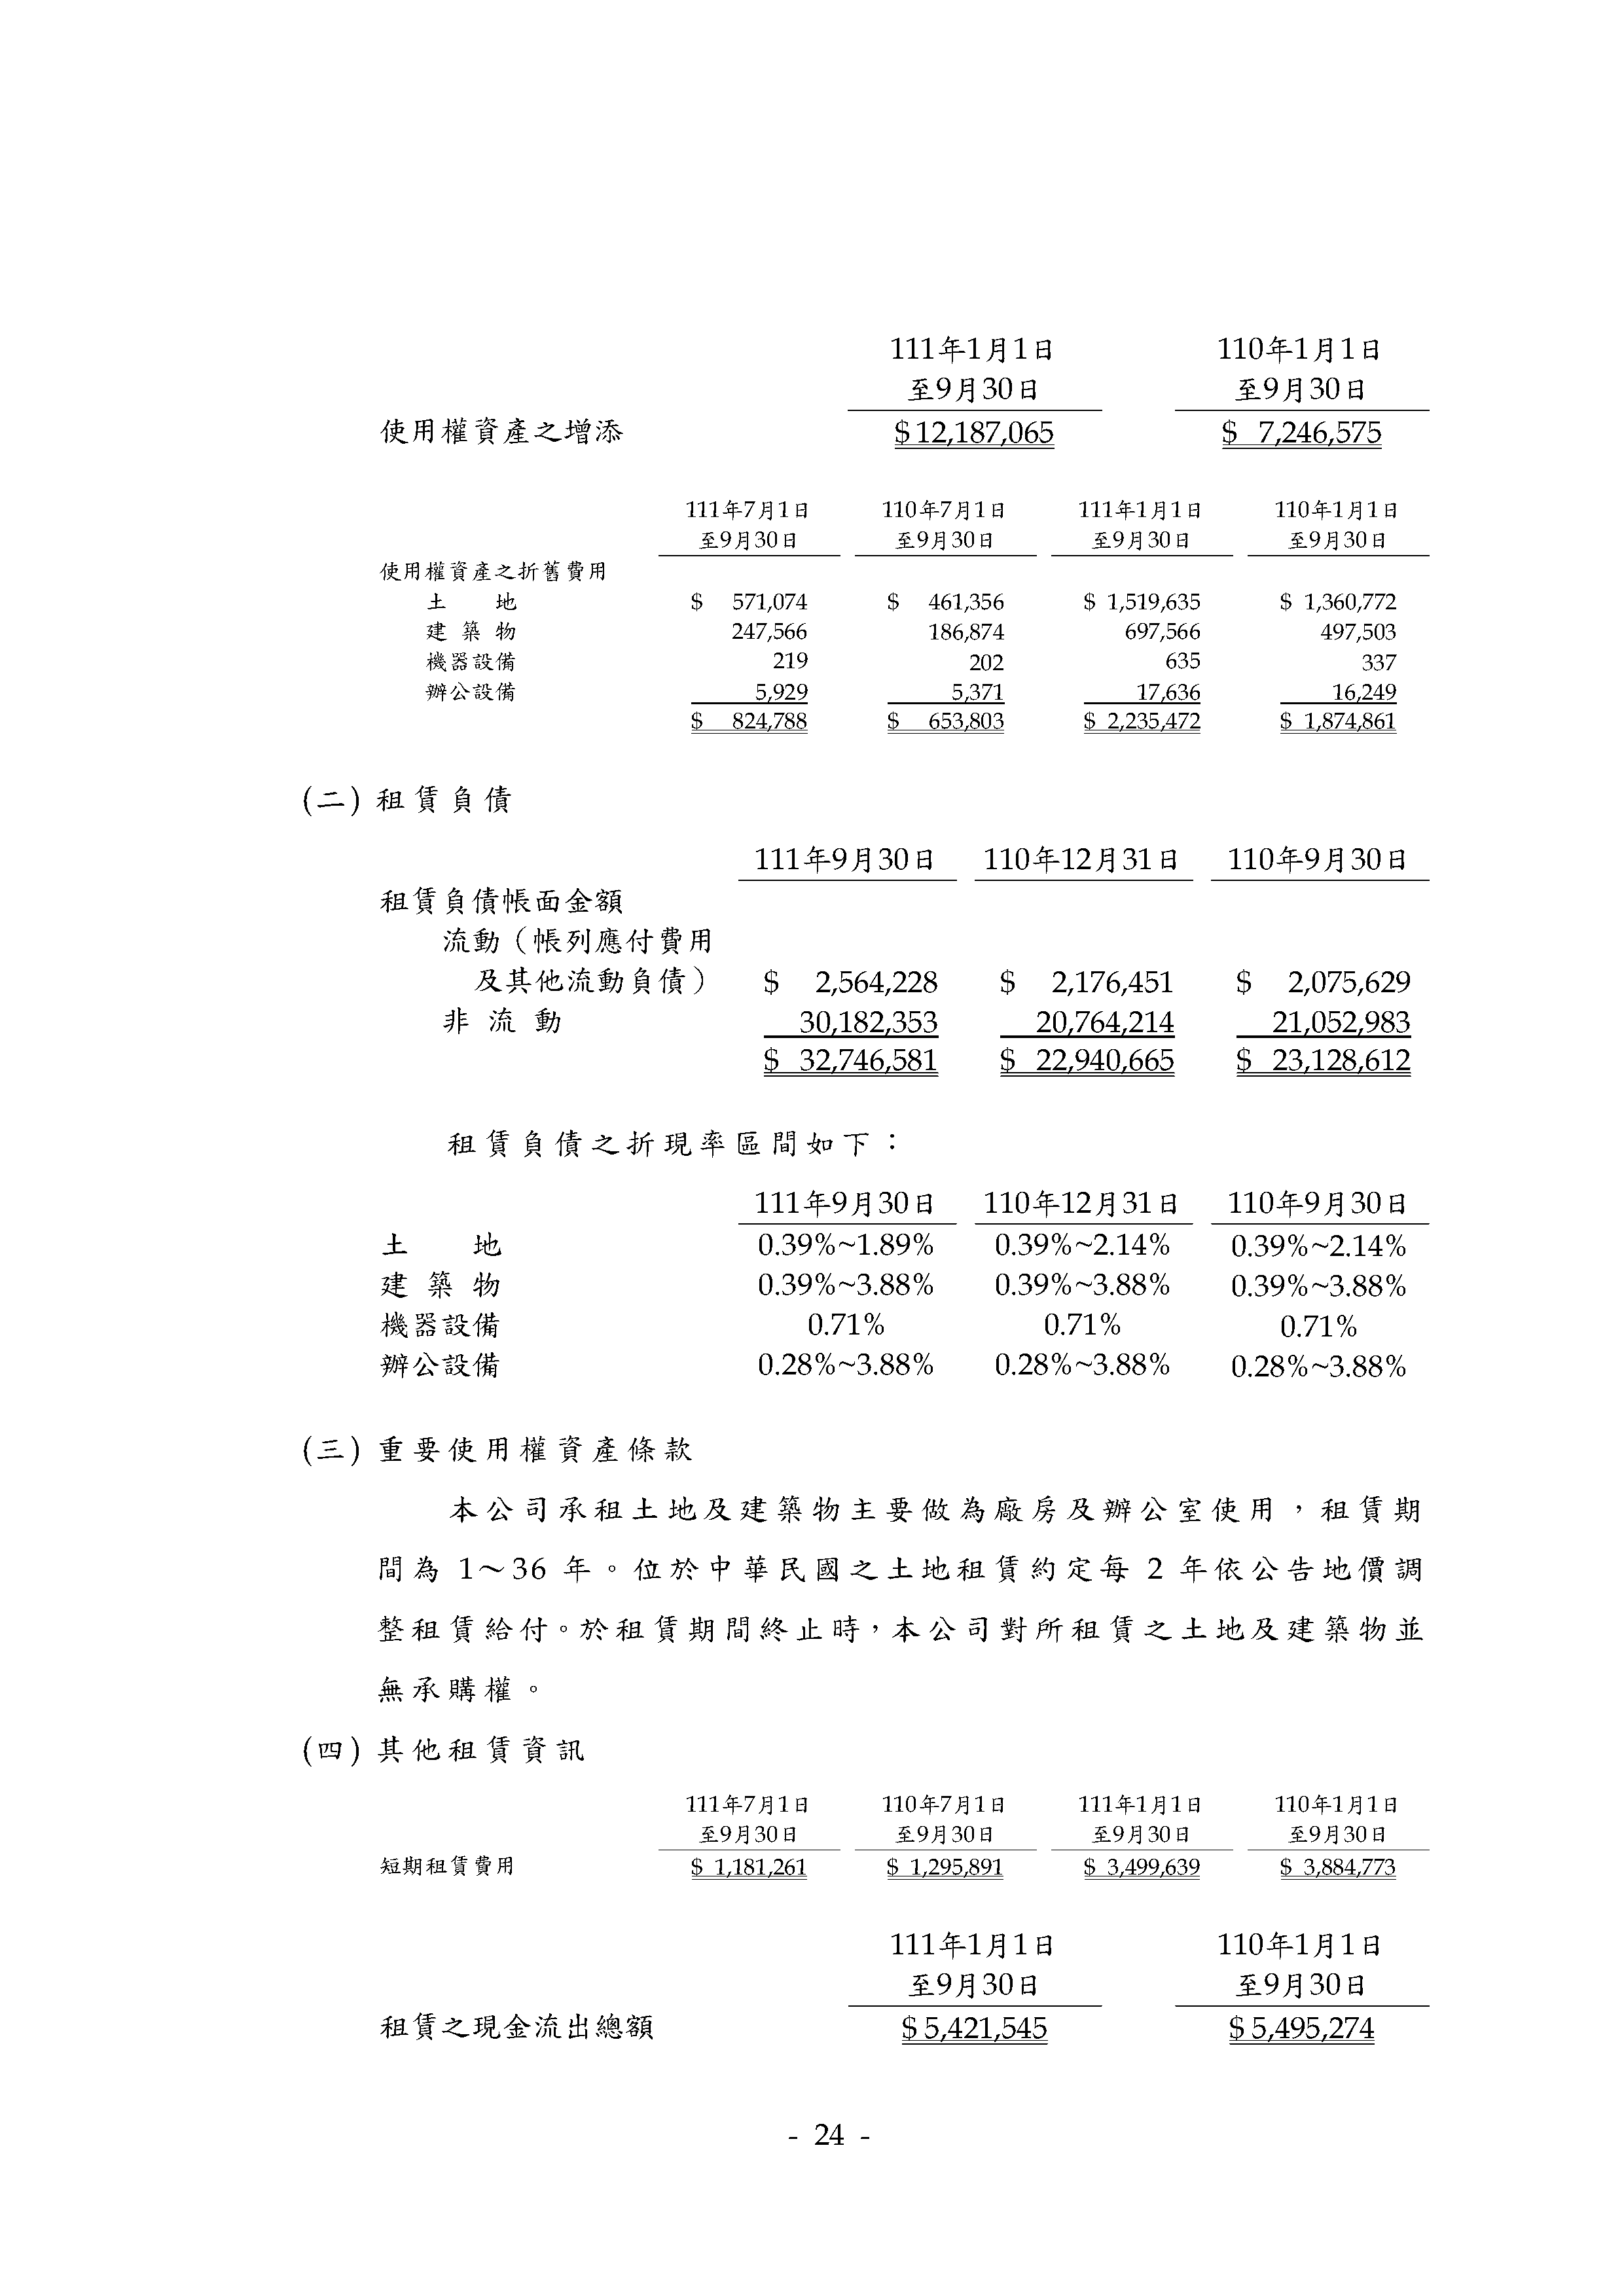 111年1月1日 110年1月1日
至9月30日 至9月30日
使用權資產之增添 $12,187,065 $ 7,246,575
111年7月1日 110年7月1日 111年1月1日 110年1月1日
至9月30日 至9月30日 至9月30日 至9月30日
使用權資產之折舊費用
土 地 $ 571,074 $ 461,356 $ 1,519,635 $ 1,360,772
建 築 物 247,566 186,874 697,566 497,503
機器設備 219 202 635 337
辦公設備 5,929 5,371 17,636 16,249
$ 824,788 $ 653,803 $ 2,235,472 $ 1,874,861
(二) 租賃負債
111年9月30日 110年12月31日 110年9月30日
租賃負債帳面金額
流動（帳列應付費用
及其他流動負債） $ 2,564,228 $ 2,176,451 $ 2,075,629
非 流 動 30,182,353 20,764,214 21,052,983
$ 32,746,581 $ 22,940,665 $ 23,128,612
租賃負債之折現率區間如下：
111年9月30日 110年12月31日 110年9月30日
土 地 0.39%~1.89% 0.39%~2.14% 0.39%~2.14%
建 築 物 0.39%~3.88% 0.39%~3.88% 0.39%~3.88%
機器設備 0.71% 0.71% 0.71%
辦公設備 0.28%~3.88% 0.28%~3.88% 0.28%~3.88%
(三) 重要使用權資產條款
本公司承租土地及建築物主要做為廠房及辦公室使用，租賃期
間為 1～36 年。位於中華民國之土地租賃約定每 2 年依公告地價調
整租賃給付。於租賃期間終止時，本公司對所租賃之土地及建築物並
無承購權。
(四) 其他租賃資訊
111年7月1日 110年7月1日 111年1月1日 110年1月1日
至9月30日 至9月30日 至9月30日 至9月30日
短期租賃費用 $ 1,181,261 $ 1,295,891 $ 3,499,639 $ 3,884,773
111年1月1日 110年1月1日
至9月30日 至9月30日
租賃之現金流出總額 $ 5,421,545 $ 5,495,274
- 24 -